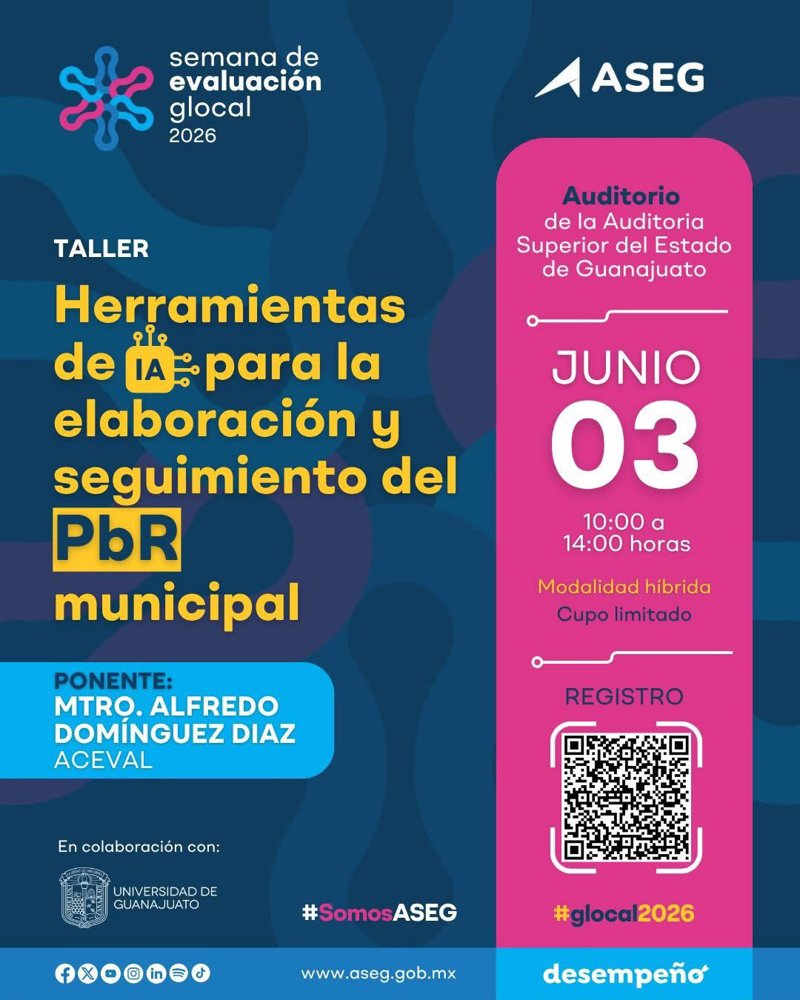 semana de
evaluación
glocal
2026
ASEG
TALLER
Herramientas
de IA para la
elaboración y
seguimiento del
PbR
municipal
PONENTE:
MTRO. ALFREDO
DOMÍNGUEZ DIAZ
ACEVAL
En colaboración con:
UNIVERSIDAD DE
GUANAJUATO
#SomosASEG
www.aseg.gob.mx
Auditorio
de la Auditoria
Superior del Estado
de Guanajuato
JUNIO
03
10:00 a
14:00 horas
Modalidad híbrida
Cupo limitado
REGISTRO
#glocal2026
desempeño